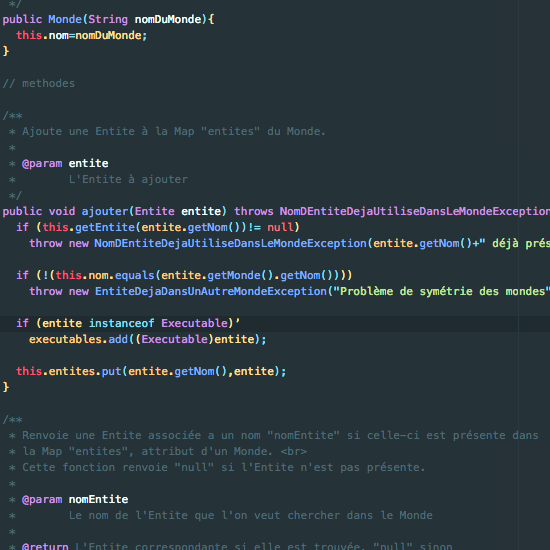 */
public Monde(String nomDuMonde){
this.nom=nomDuMonde;
}
// methodes
/**
* Ajoute une Entite à la Map "entites" du Monde.
*
* @param entite
* L'Entite à ajouter
*/
public void ajouter(Entite entite) throws NomDEntiteDejaUtiliseDansLeMondeException
if (this.getEntite(entite.getNom())!= null)
throw new NomDEntiteDejaUtiliseDansLeMondeException(entite.getNom()+" déjà prés
if (!(this.nom.equals(entite.getMonde().getNom())))
throw new EntiteDejaDansUnAutreMondeException("Problème de symétrie des mondes"
if (entite instanceof Executable)’
executables.add((Executable)entite);
this.entites.put(entite.getNom(),entite);
}
/**
* Renvoie une Entite associée a un nom "nomEntite" si celle-ci est présente dans
* la Map "entites", attribut d'un Monde. <br>
* Cette fonction renvoie "null" si l'Entite n'est pas présente.
*
* @param nomEntite
* Le nom de l'Entite que l'on veut chercher dans le Monde
*
* @return L'Entite correspondante si elle est trouvée, "null" sinon